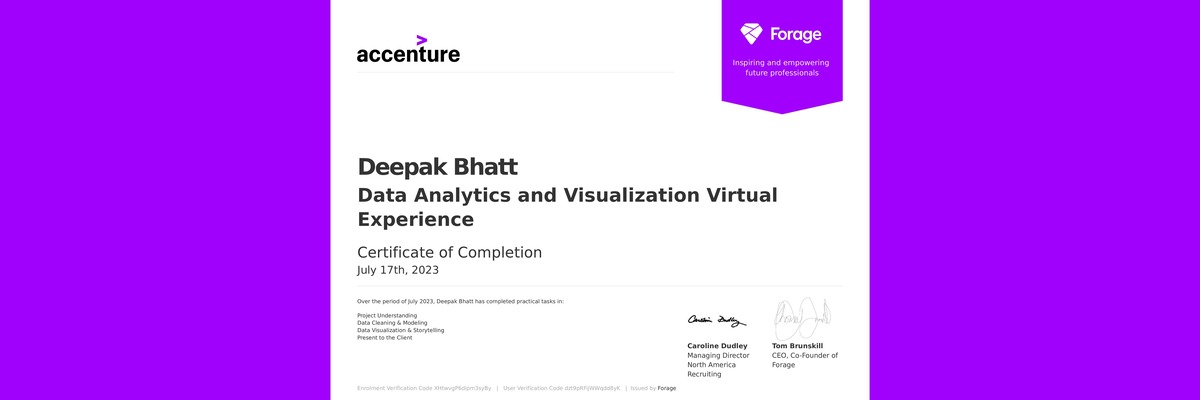 accenture
Forage
Inspiring and empowering
future professionals
Deepak Bhatt
Data Analytics and Visualization Virtual
Experience
Certificate of Completion
July 17th, 2023
Over the period of July 2023, Deepak Bhatt has completed practical tasks in:
Project Understanding
Data Cleaning & Modeling
Data Visualization & Storytelling
Present to the Client
Caroline Dudley
Caroline Dudley
Managing Director
North America
Recruiting
Tom Brunskill
CEO, Co-Founder of
Forage
Enrolment Verification Code | User Verification Code | Issued by Forage